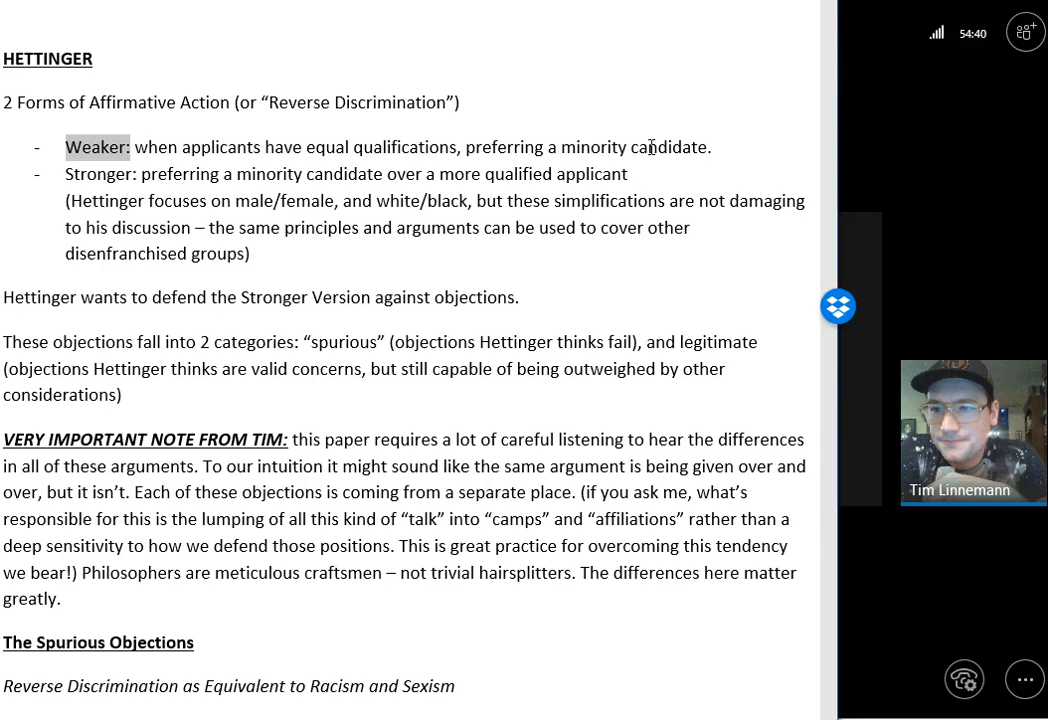 HETTINGER
54:40
2 Forms of Affirmative Action (or “Reverse Discrimination”)
- Weaker: when applicants have equal qualifications, preferring a minority candidate.
- Stronger: preferring a minority candidate over a more qualified applicant
(Hettinger focuses on male/female, and white/black, but these simplifications are not damaging
to his discussion – the same principles and arguments can be used to cover other
disenfranchised groups)
Hettinger wants to defend the Stronger Version against objections.
These objections fall into 2 categories: “spurious” (objections Hettinger thinks fail), and legitimate
(objections Hettinger thinks are valid concerns, but still capable of being outweighed by other
considerations)
VERY IMPORTANT NOTE FROM TIM: this paper requires a lot of careful listening to hear the differences
in all of these arguments. To our intuition it might sound like the same argument is being given over and
over, but it isn’t. Each of these objections is coming from a separate place. (if you ask me, what’s
responsible for this is the lumping of all this kind of “talk” into “camps” and “affiliations” rather than a
deep sensitivity to how we defend those positions. This is great practice for overcoming this tendency
we bear!) Philosophers are meticulous craftsmen – not trivial hairsplitters. The differences here matter
greatly.
Tim Linnemann
The Spurious Objections
Reverse Discrimination as Equivalent to Racism and Sexism